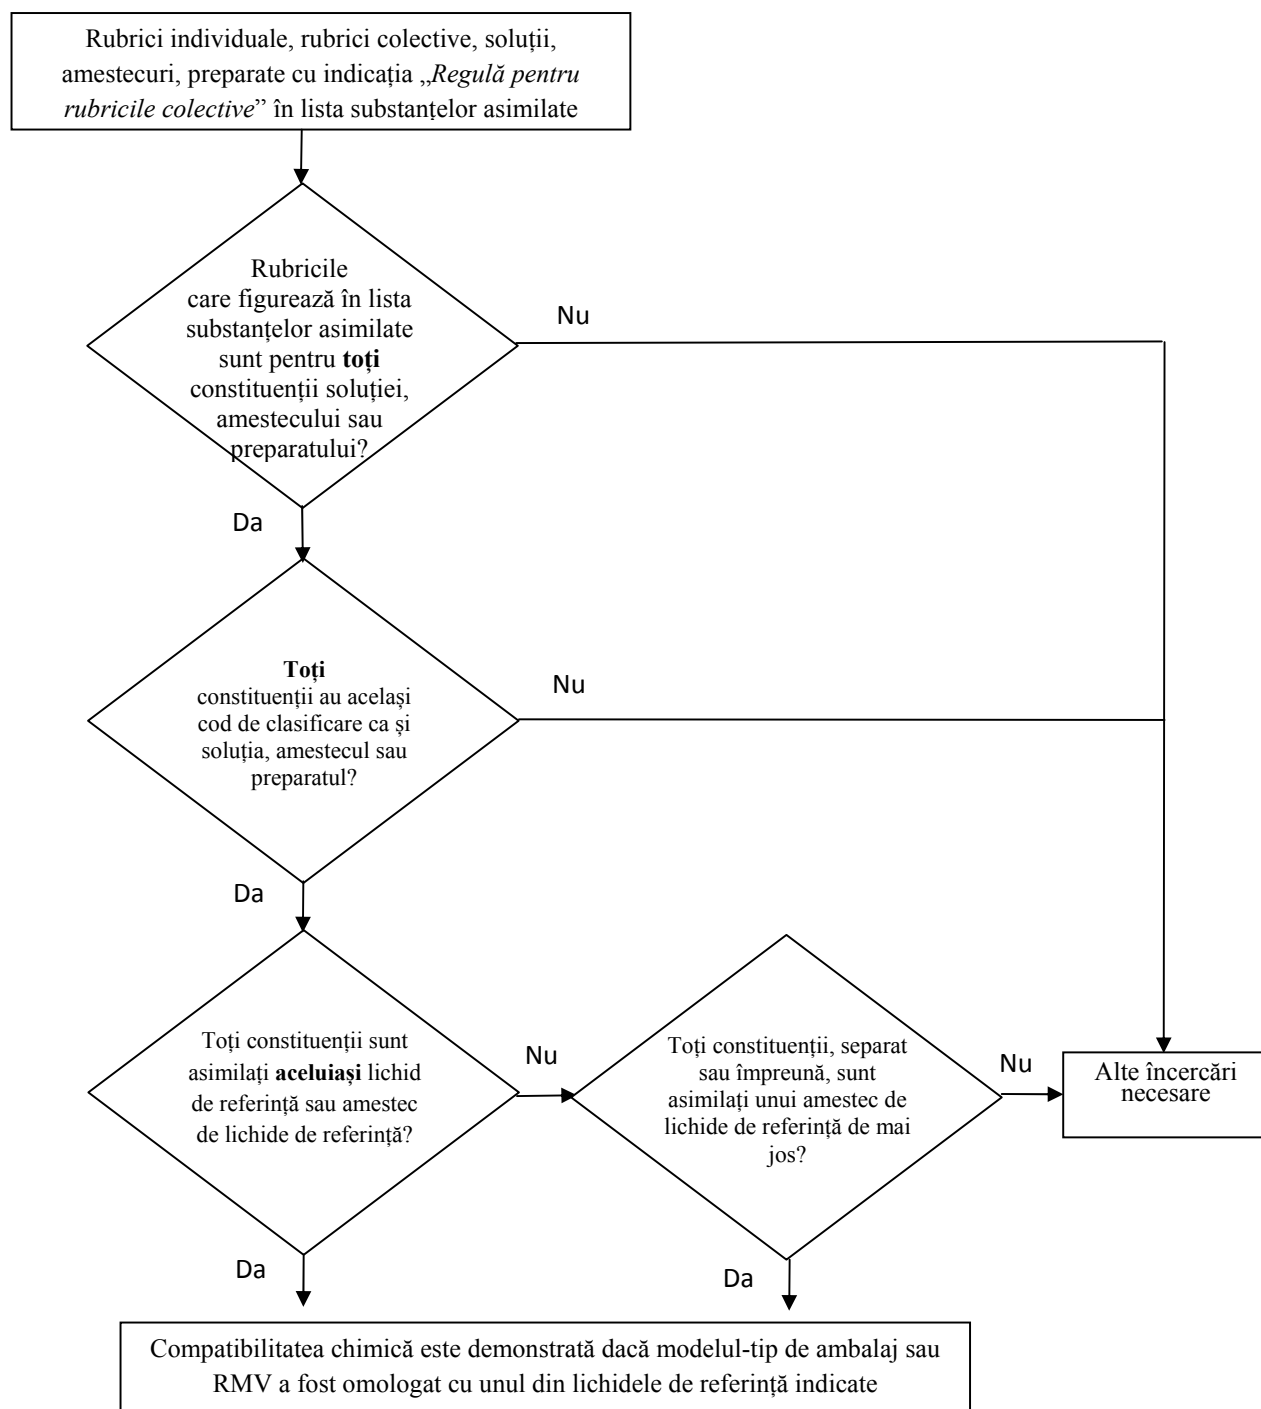 Rubrici individuale, rubrici colective, soluții,
amestecuri, preparate cu indicația „Regulă pentru
rubricile colective” în lista substanțelor asimilate
Rubricile
care figurează în lista
substanțelor asimilate
sunt pentru toți
constituenții soluției,
amestecului sau
preparatului?
Nu
Da
Toți
constituenții au același
cod de clasificare ca și
soluția, amestecul sau
preparatul?
Nu
Da
Toți constituenții sunt
asimilați aceluiași lichid
de referință sau amestec
de lichide de referință?
Nu
Toți constituenții, separat
sau împreună, sunt
asimilați unui amestec de
lichide de referință de mai
jos?
Nu
Alte încercări
necesare
Da
Da
Compatibilitatea chimică este demonstrată dacă modelul-tip de ambalaj sau
RMV a fost omologat cu unul din lichidele de referință indicate